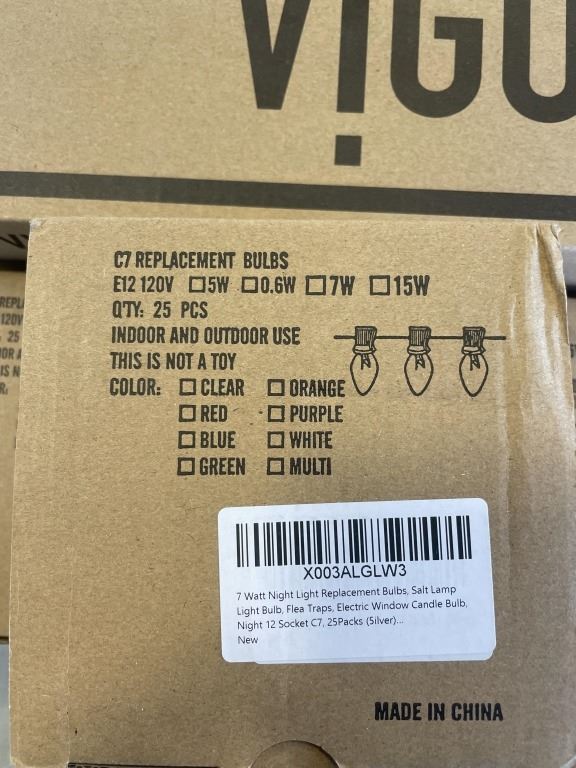 VIGO
C7 REPLACEMENT BULBS
E12 120V ☐5W ☐0.6W ☐7W ☐15W
QTY: 25 PCS
INDOOR AND OUTDOOR USE
THIS IS NOT A TOY
COLOR: ☐ CLEAR ☐ ORANGE
☐ RED ☐ PURPLE
☐ BLUE ☐ WHITE
☐ GREEN ☐ MULTI
X003ALGLW3
7 Watt Night Light Replacement Bulbs, Salt Lamp
Light Bulb, Flea Traps, Electric Window Candle Bulb,
Night 12 Socket C7, 25Packs (5ilver)...
New
MADE IN CHINA